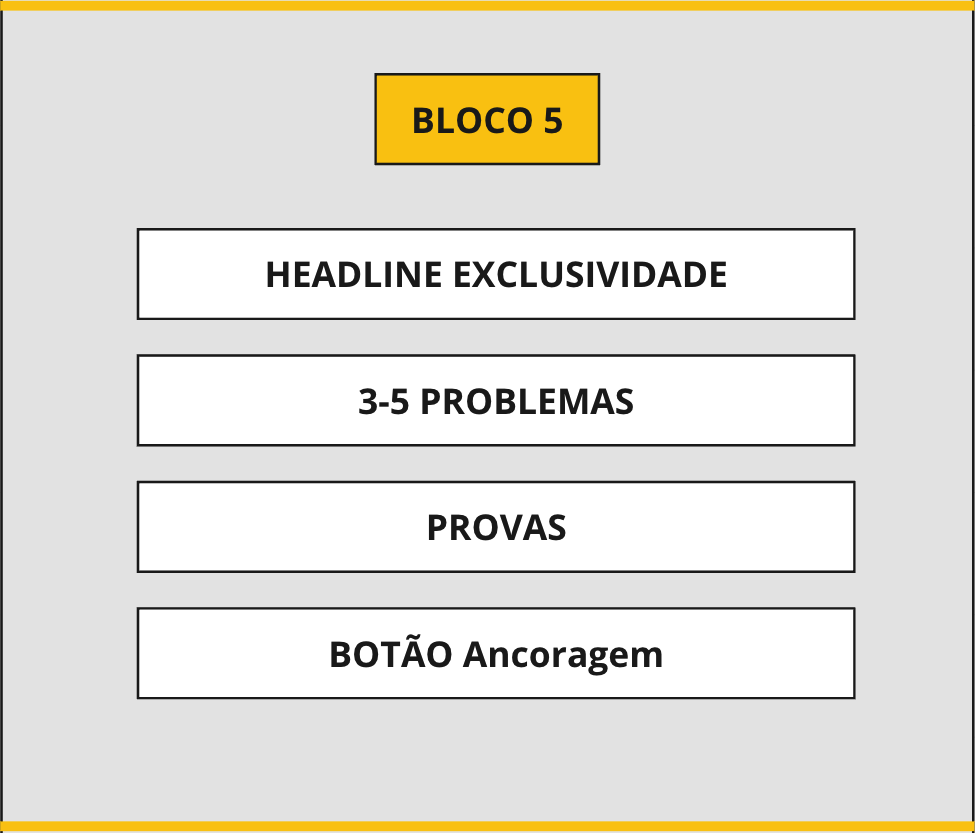 BLOCO 5
HEADLINE EXCLUSIVIDADE
3-5 PROBLEMAS
PROVAS
BOTÃO Ancoragem